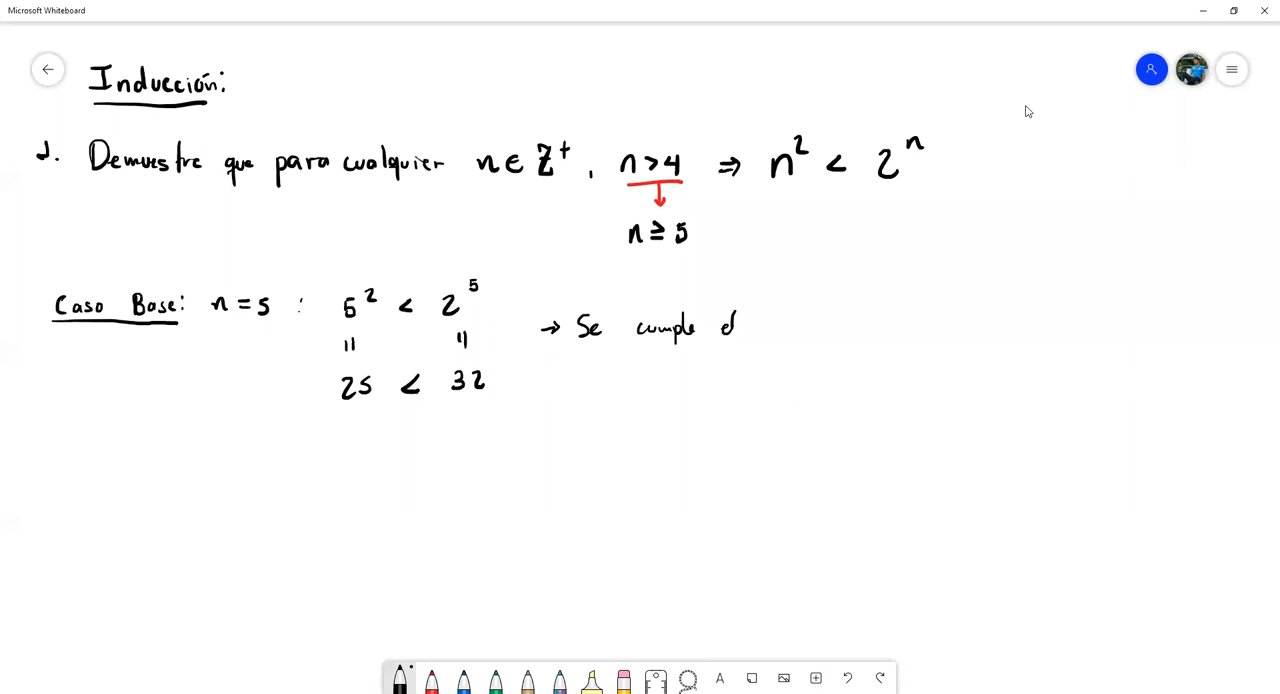 Microsoft Whiteboard
Inducción:
1. Demuestre que para cualquier n ∈ Z⁺, n > 4 ⇒ n² < 2ⁿ
n ≥ 5
Caso Base: n = 5 : 5² < 2⁵
→ Se cumple el
25 < 32